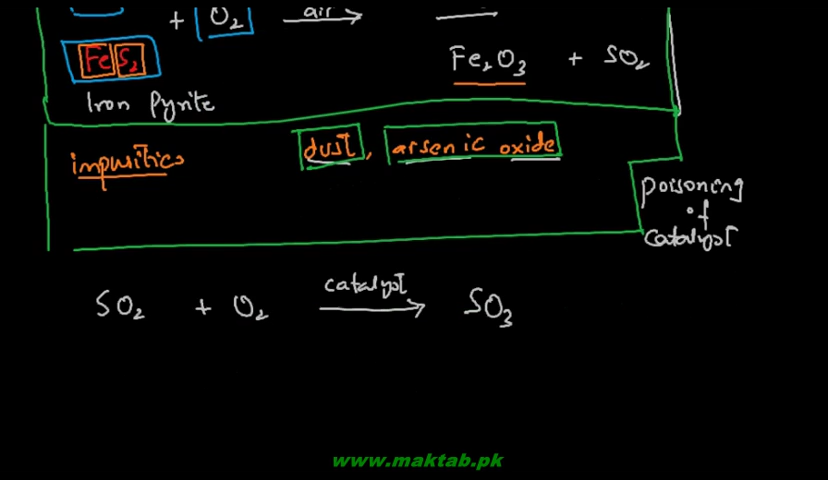 + O₂ air
FeS₂ Fe₂O₃ + SO₂
Iron Pyrite
impurities dust, arsenic oxide
poisoning
of
catalyst
SO₂ + O₂ catalyst SO₃
www.maktab.pk